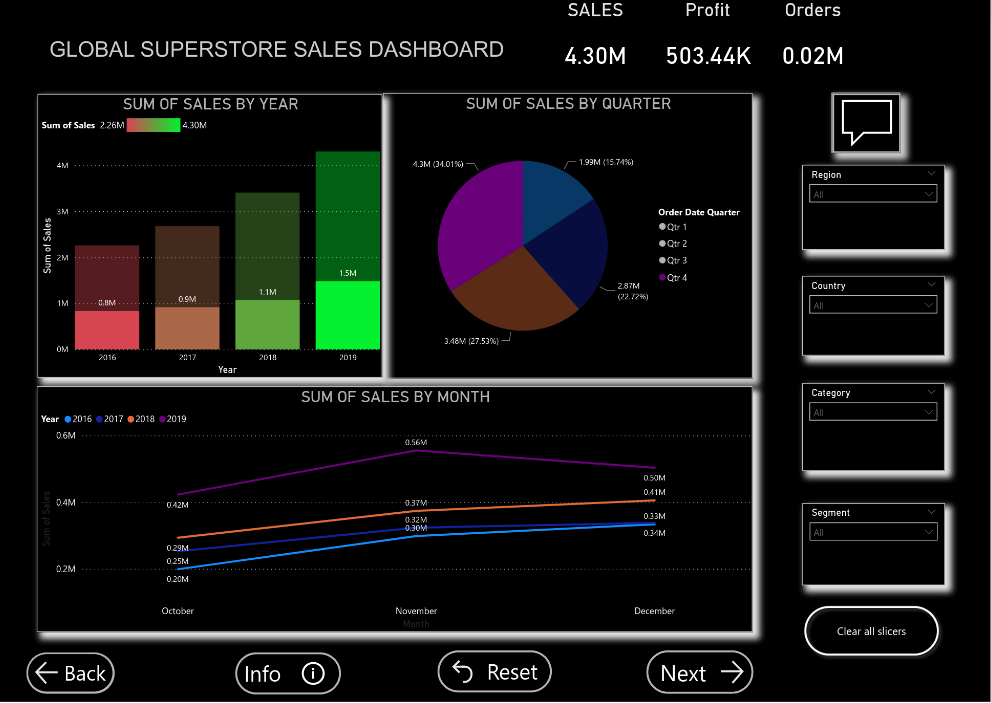 SALES Profit Orders
GLOBAL SUPERSTORE SALES DASHBOARD
4.30M 503.44K 0.02M
SUM OF SALES BY YEAR
Sum of Sales 2.26M 4.30M
4M
3M
2M
1M
0M
Sum of Sales
0.8M
0.9M
1.1M
1.5M
2016 2017 2018 2019
Year
SUM OF SALES BY QUARTER
4.3M (34.01%)
1.99M (15.74%)
2.87M
(22.72%)
3.48M (27.53%)
Order Date Quarter
Qtr 1
Qtr 2
Qtr 3
Qtr 4
Region
All
Country
All
Category
All
Segment
All
Clear all slicers
SUM OF SALES BY MONTH
Year 2016 2017 2018 2019
0.6M
0.4M
0.2M
Sum of Sales
0.42M
0.29M
0.25M
0.20M
0.56M
0.37M
0.32M
0.30M
0.50M
0.41M
0.33M
0.34M
October November December
Month
Back
Info
Reset
Next